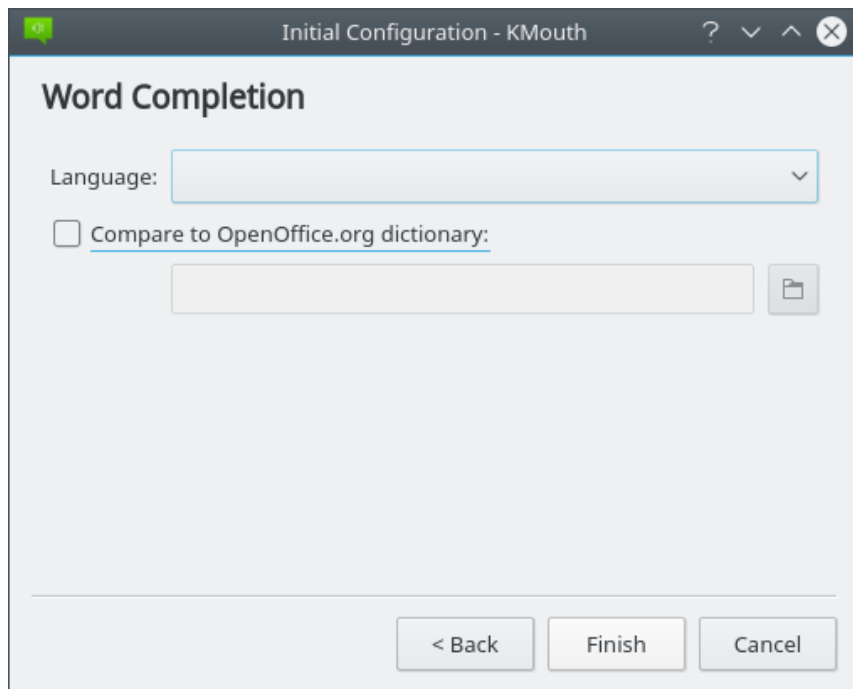 Initial Configuration - KMouth
Word Completion
Language:
Compare to OpenOffice.org dictionary:
< Back Finish Cancel